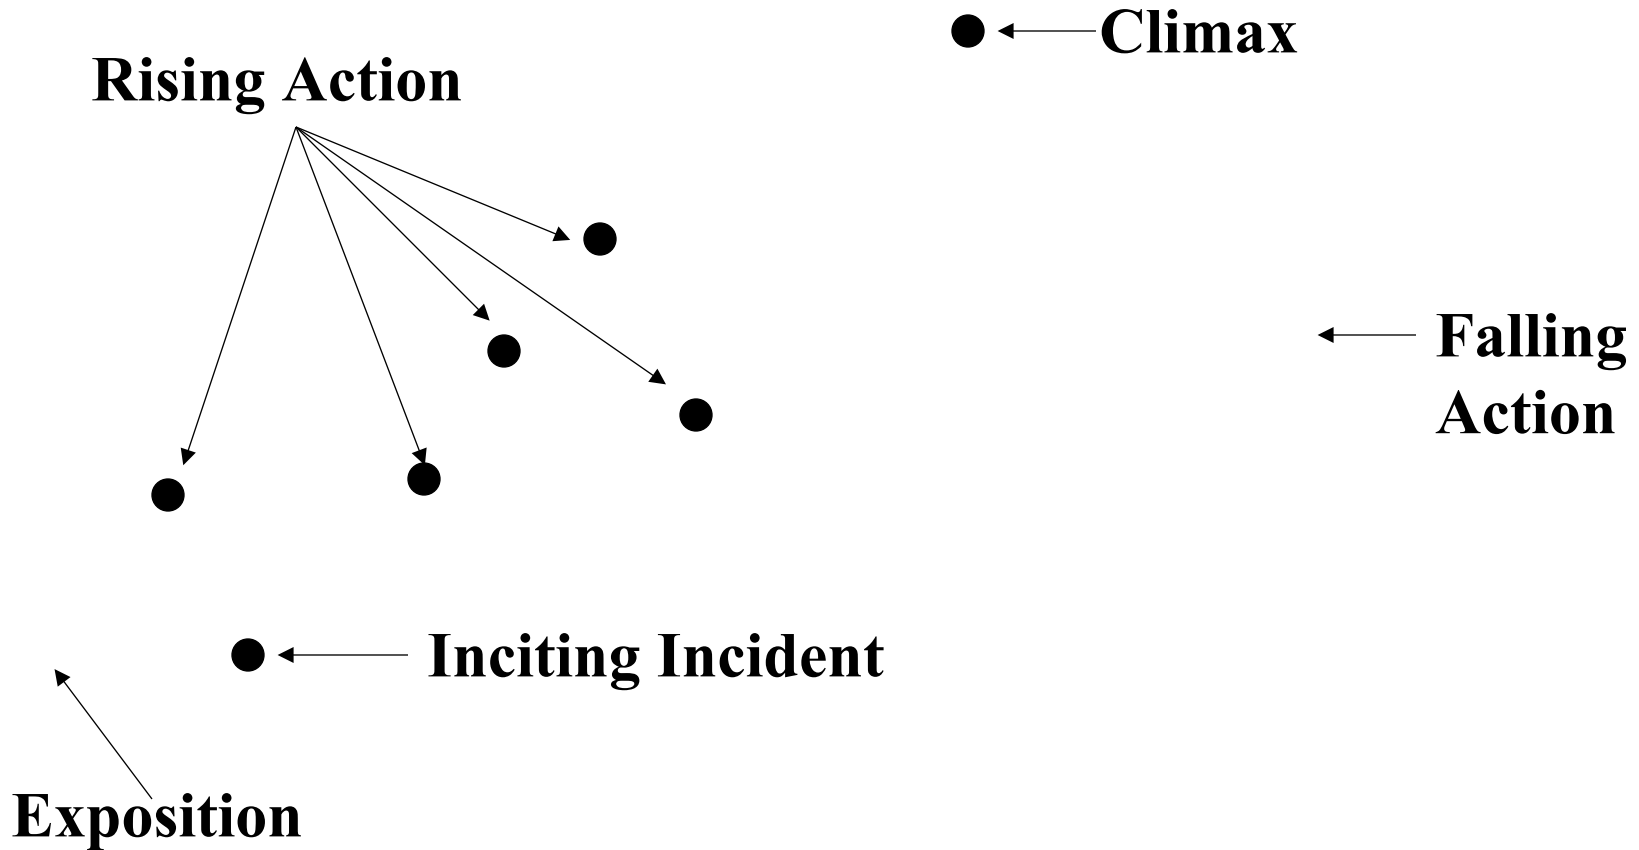 Climax
Rising Action
Falling
Action
Inciting Incident
Exposition